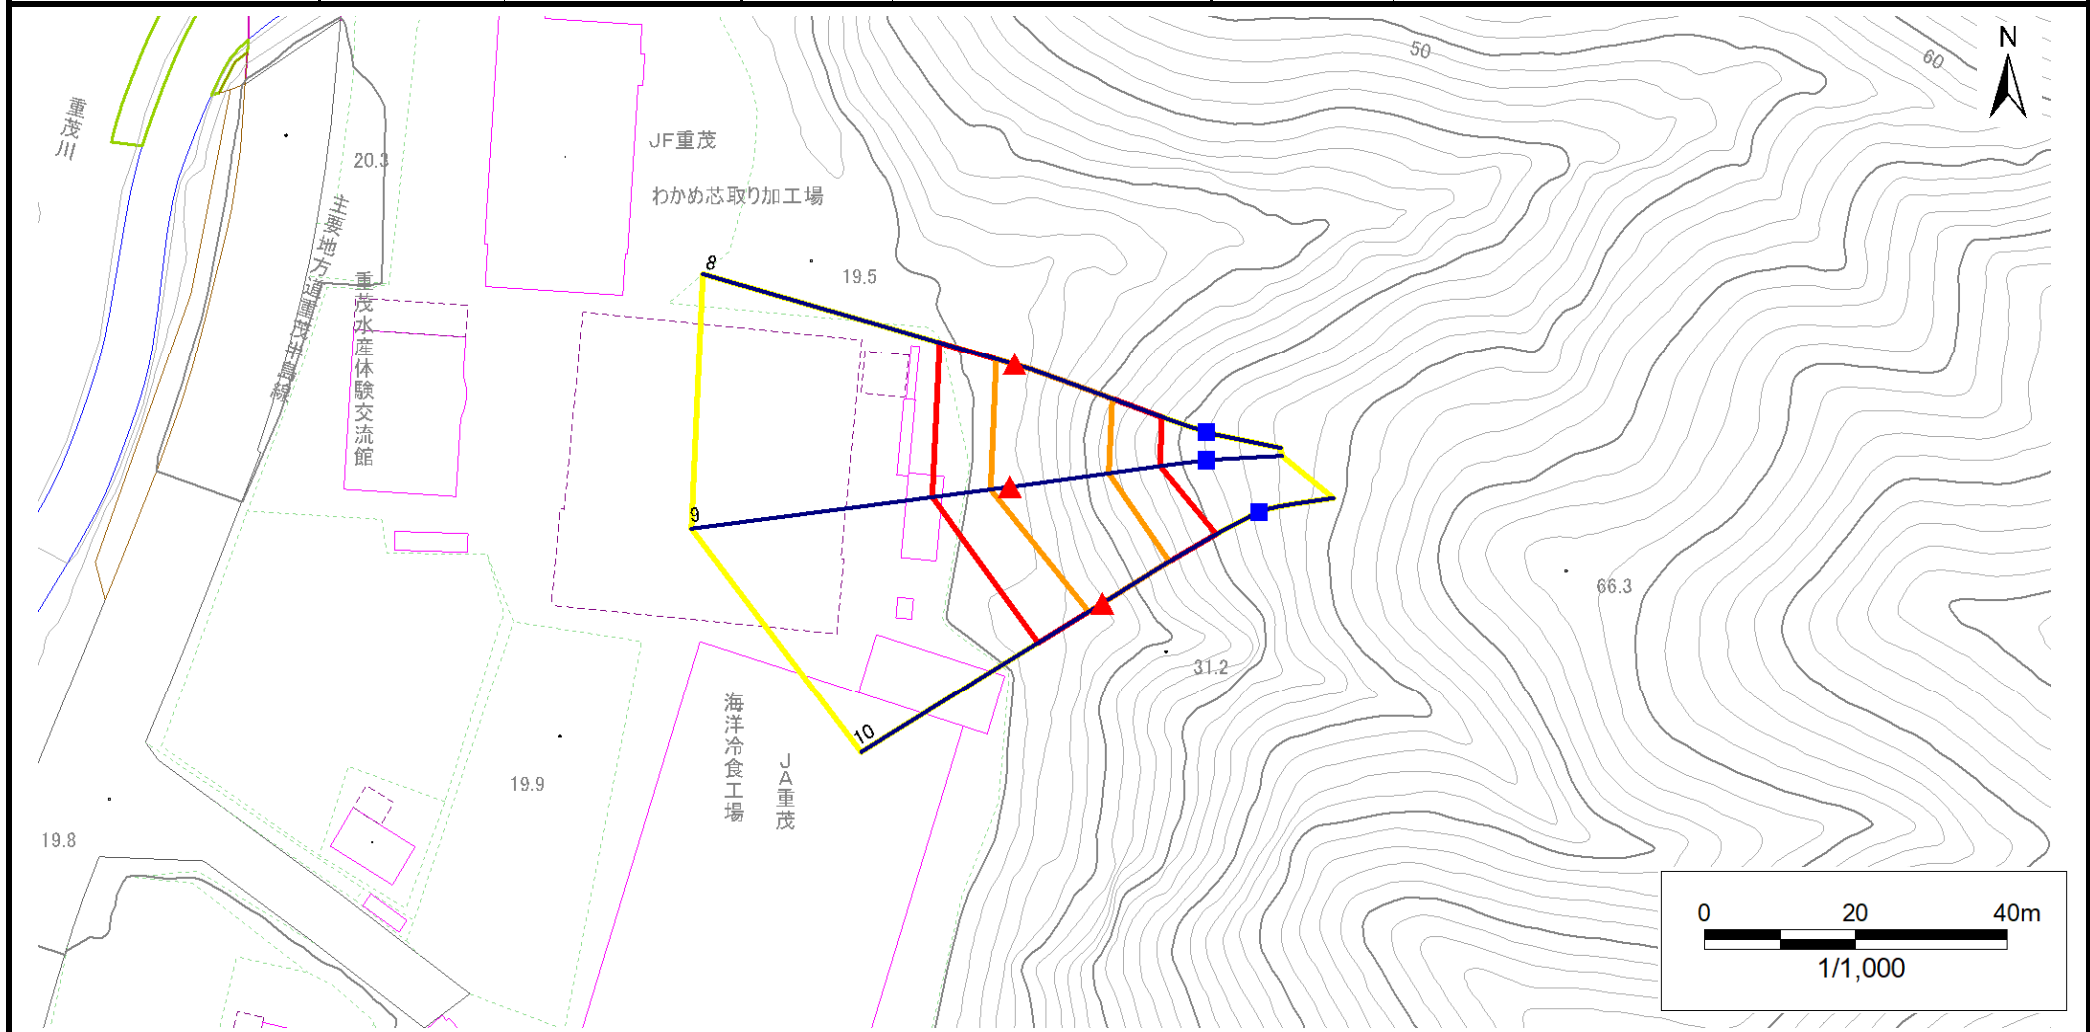 50
60
N
重茂川
JF重茂
20.3
わかめ芯取り加工場
主要地方道重茂半島線
重茂水産体験交流館
8
19.5
9
66.3
31.2
10
海洋冷食工場
JA重茂
19.9
19.8
0 20 40m
1/1,000